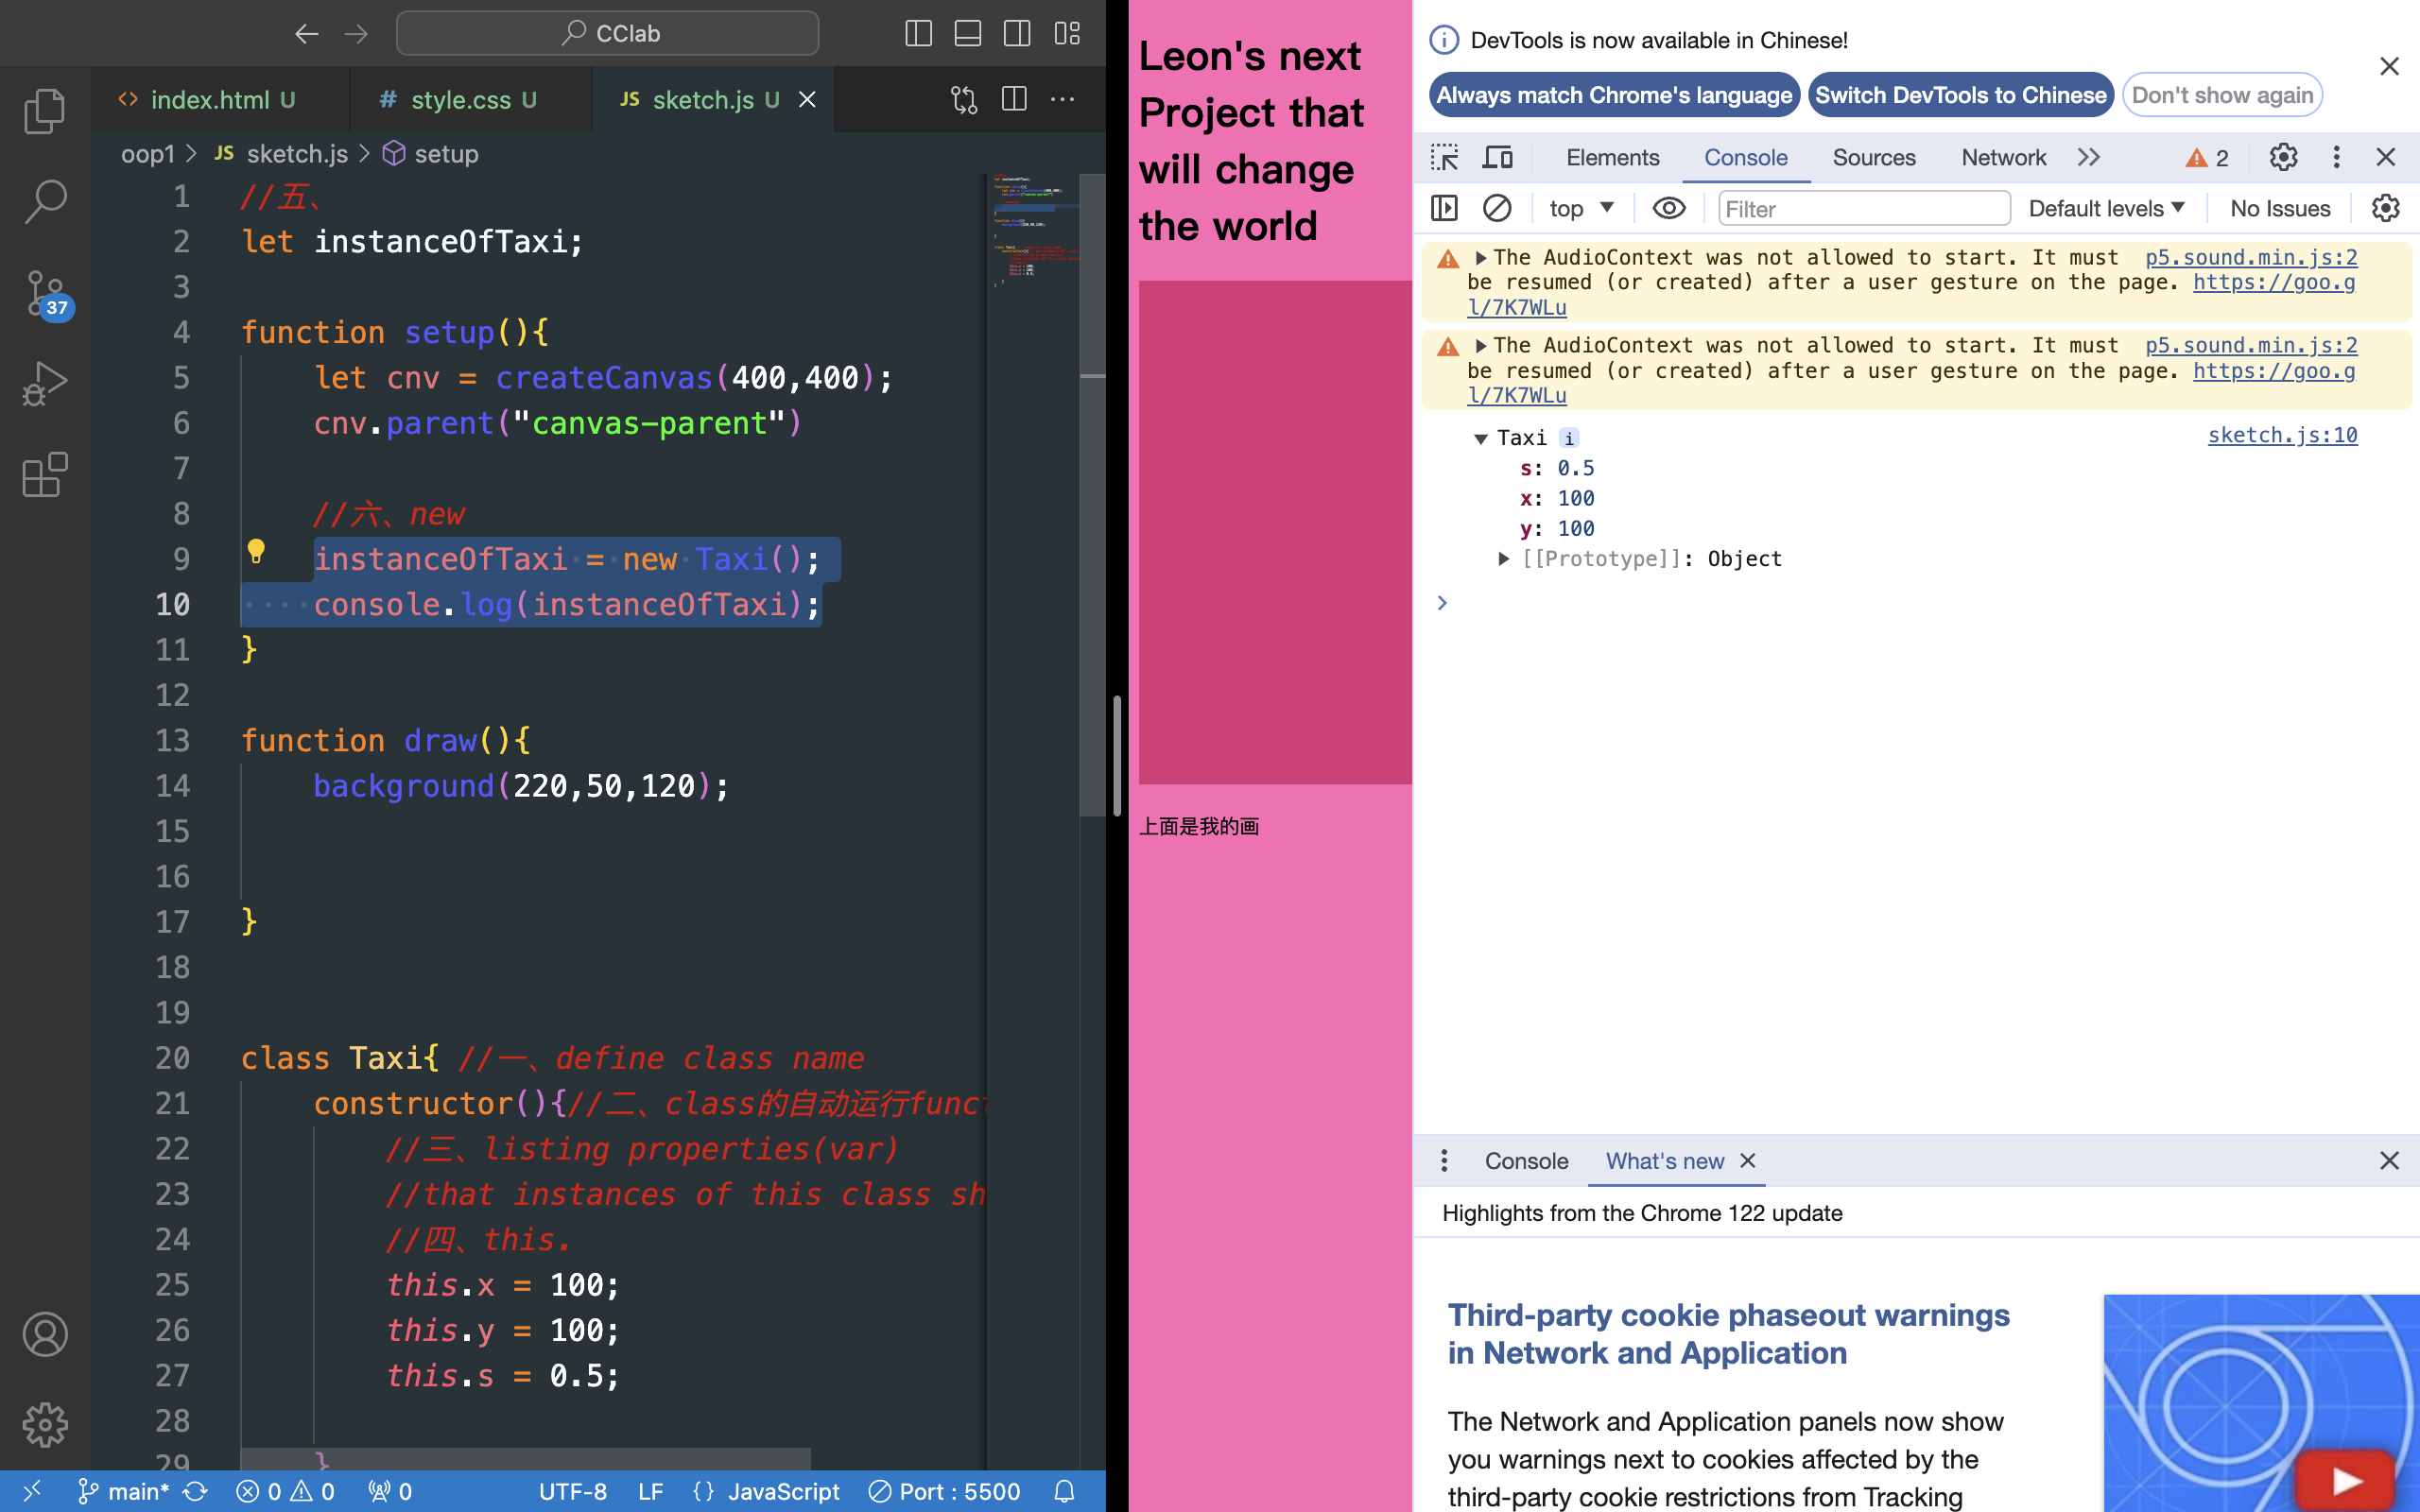 CClab
index.html U
style.css U
JS sketch.js U
oop1 > JS sketch.js > setup
1 //五、
2 let instanceOfTaxi;
3
4 function setup(){
5 let cnv = createCanvas(400,400);
6 cnv.parent("canvas-parent")
7
8 //六、new
9 instanceOfTaxi = new Taxi();
10 console.log(instanceOfTaxi);
11 }
12
13 function draw(){
14 background(220,50,120);
15
16
17 }
18
19
20 class Taxi{ //一、define class name
21 constructor(){//二、class的自动运行funct
22 //三、listing properties(var)
23 //that instances of this class sh
24 //四、this.
25 this.x = 100;
26 this.y = 100;
27 this.s = 0.5;
28
29 }
37
main* 0 0 0 UTF-8 LF {} JavaScript Port : 5500
Leon's next
Project that
will change
the world
上面是我的画
DevTools is now available in Chinese!
Always match Chrome's language Switch DevTools to Chinese Don't show again
Elements Console Sources Network 2
top Filter Default levels No Issues
The AudioContext was not allowed to start. It must p5.sound.min.js:2
be resumed (or created) after a user gesture on the page. https://goo.g
l/7K7WLu
The AudioContext was not allowed to start. It must p5.sound.min.js:2
be resumed (or created) after a user gesture on the page. https://goo.g
l/7K7WLu
Taxi i sketch.js:10
s: 0.5
x: 100
y: 100
[[Prototype]]: Object
Console What's new
Highlights from the Chrome 122 update
Third-party cookie phaseout warnings
in Network and Application
The Network and Application panels now show
you warnings next to cookies affected by the
third-party cookie restrictions from Tracking